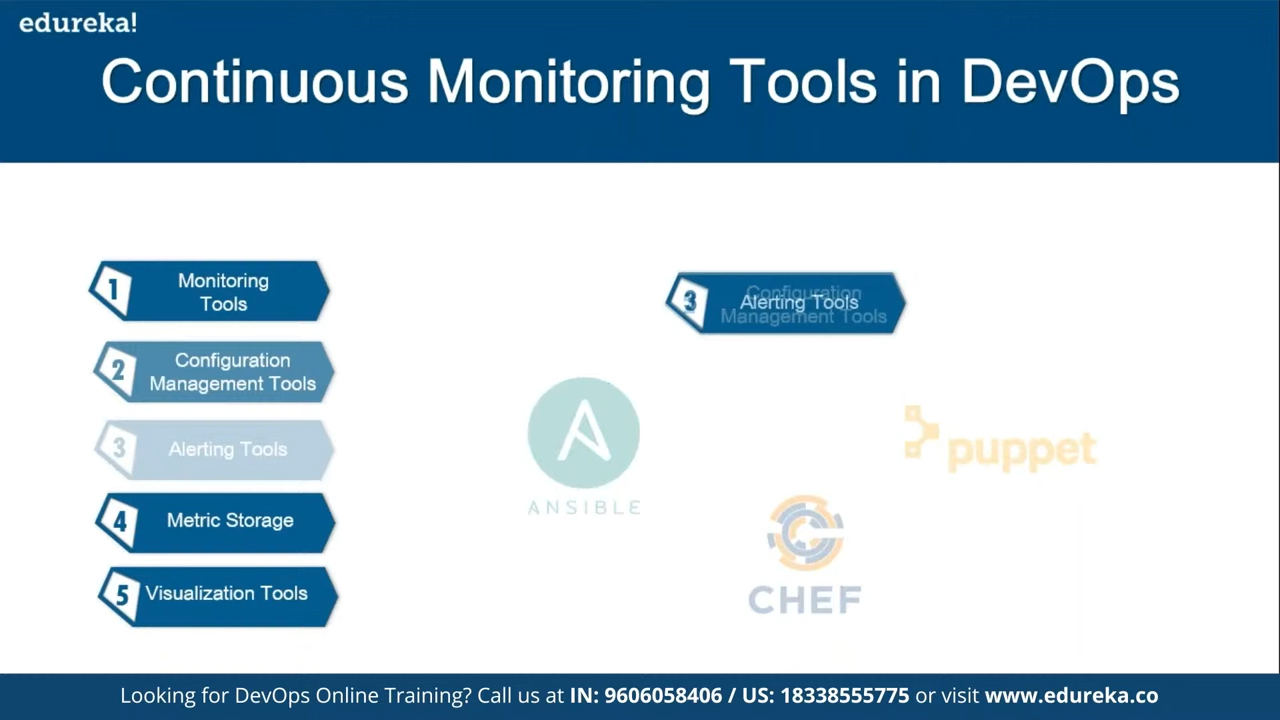 edureka!
Continuous Monitoring Tools in DevOps
1
Monitoring
Tools
2
Configuration
Management Tools
3
Alerting Tools
4
Metric Storage
5
Visualization Tools
3
Alerting Tools
Configuration
Management Tools
ANSIBLE
puppet
CHEF
Looking for DevOps Online Training? Call us at IN: 9606058406 / US: 18338555775 or visit www.edureka.co